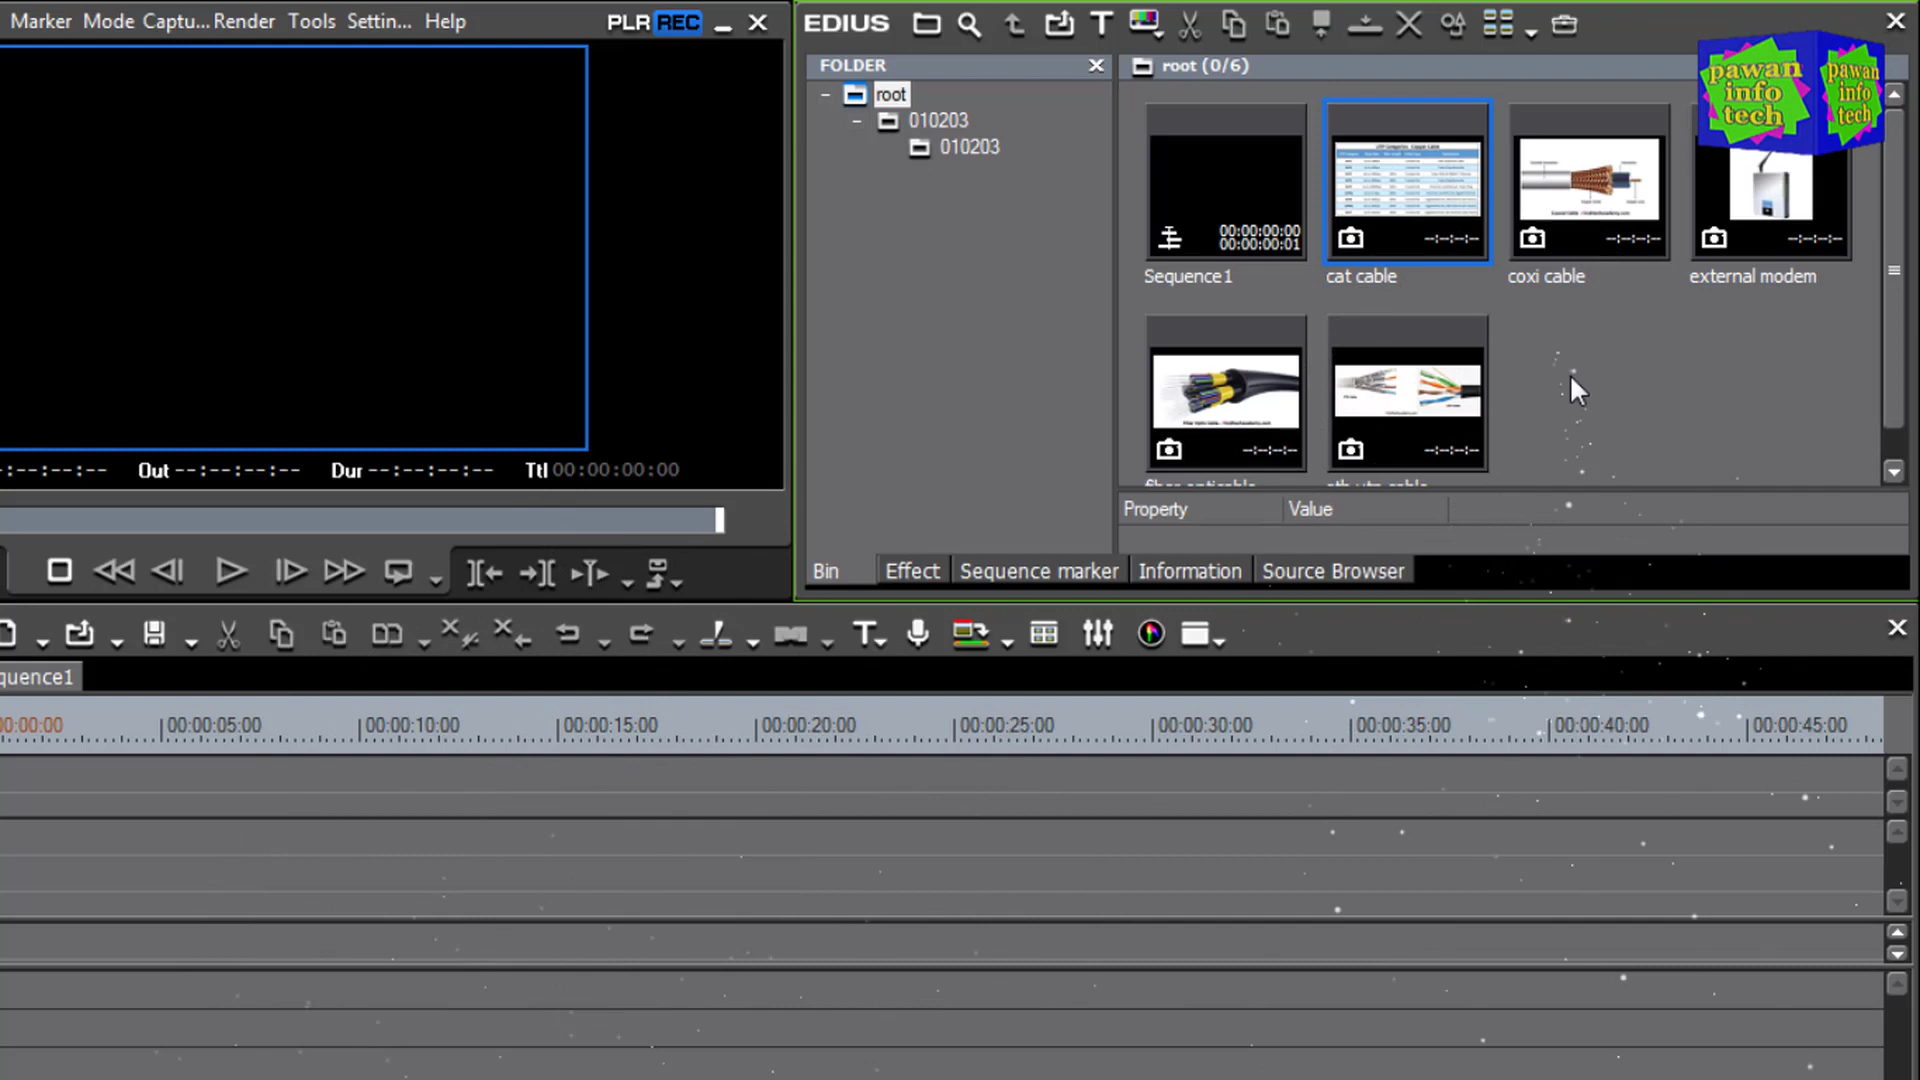 Marker Mode Captu... Render Tools Settin... Help
PLR REC
EDIUS
FOLDER
root (0/6)
pawan
info
tech
pawan
info
tech
root
010203
010203
00:00:00:00
00:00:00:01
--:--:--:--
--:--:--:--
--:--:--:--
Sequence1
cat cable
coxi cable
external modem
--:--:--:--
--:--:--:--
:--:--:-- Out --:--:--:-- Dur --:--:--:-- Ttl 00:00:00:00
Property Value
Bin Effect Sequence marker Information Source Browser
quence1
00:00:00 00:00:05:00 00:00:10:00 00:00:15:00 00:00:20:00 00:00:25:00 00:00:30:00 00:00:35:00 00:00:40:00 00:00:45:00